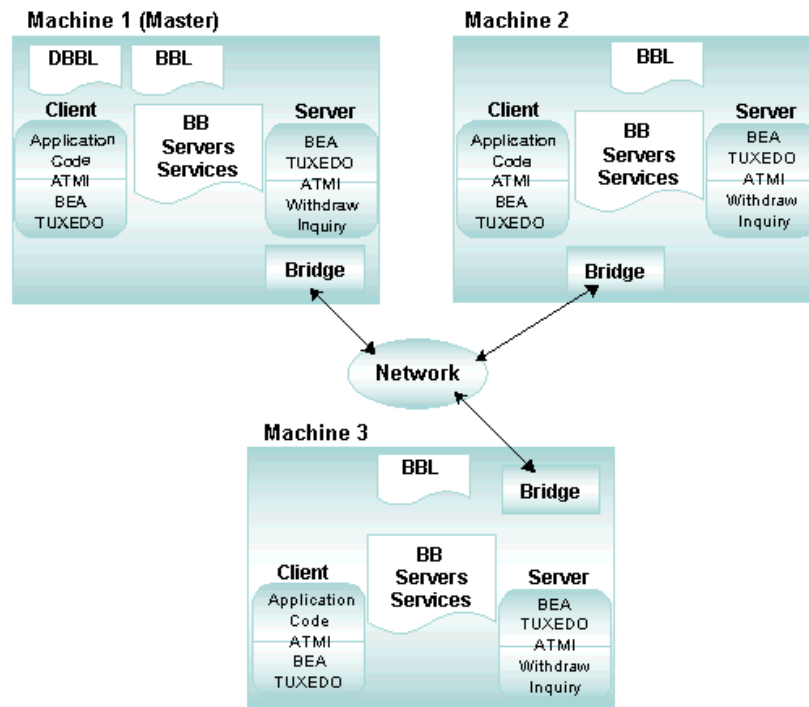 Machine 1 (Master)
DBBL
BBL
Client
Application
Code
ATMI
BEA
TUXEDO
BB
Servers
Services
Server
BEA
TUXEDO
ATMI
Withdraw
Inquiry
Bridge
Machine 2
BBL
Client
Application
Code
ATMI
BEA
TUXEDO
BB
Servers
Services
Server
BEA
TUXEDO
ATMI
Withdraw
Inquiry
Bridge
Network
Machine 3
BBL
Bridge
Client
Application
Code
ATMI
BEA
TUXEDO
BB
Servers
Services
Server
BEA
TUXEDO
ATMI
Withdraw
Inquiry